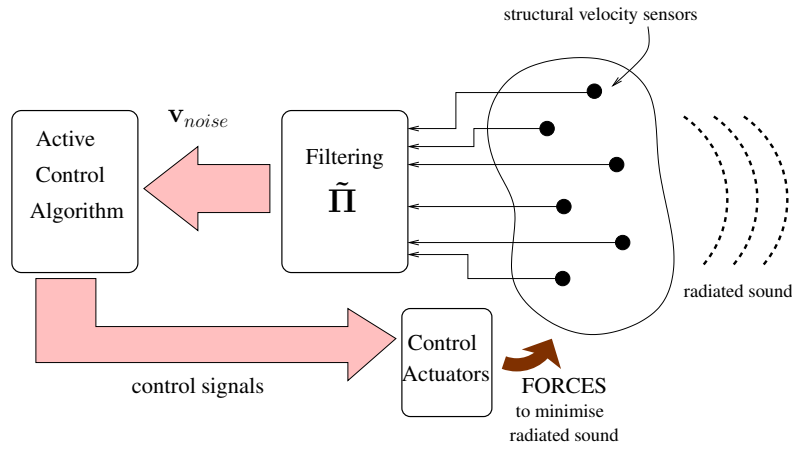 structural velocity sensors
v_noise
Active
Control
Algorithm
Filtering
Π̃
radiated sound
Control
Actuators
control signals
FORCES
to minimise
radiated sound